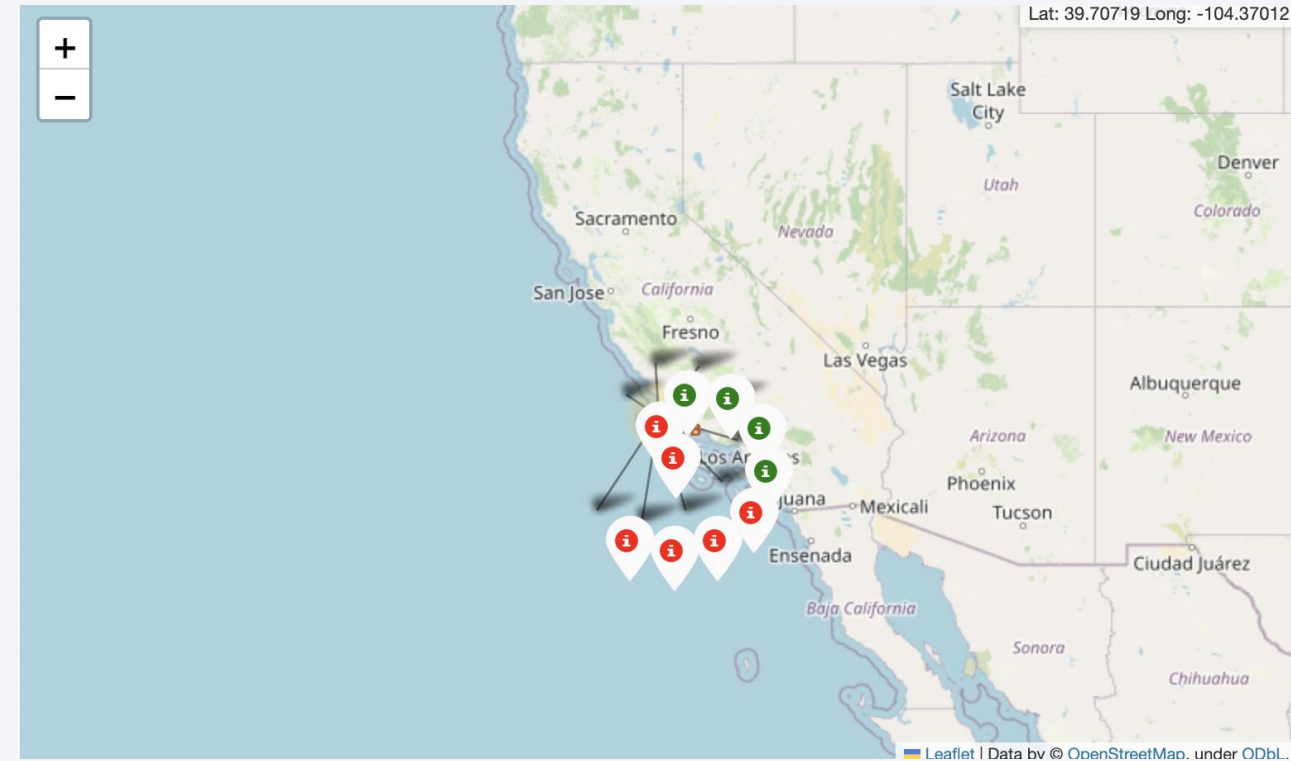 Lat: 39.70719 Long: -104.37012
+
−
Salt Lake
City
Denver
Utah
Colorado
Sacramento
Nevada
San Jose
California
Fresno
Las Vegas
Albuquerque
Arizona
New Mexico
Los
Phoenix
Mexicali
Tucson
Ensenada
Ciudad Juárez
Baja California
Sonora
Chihuahua
Leaflet | Data by © OpenStreetMap, under ODbL.